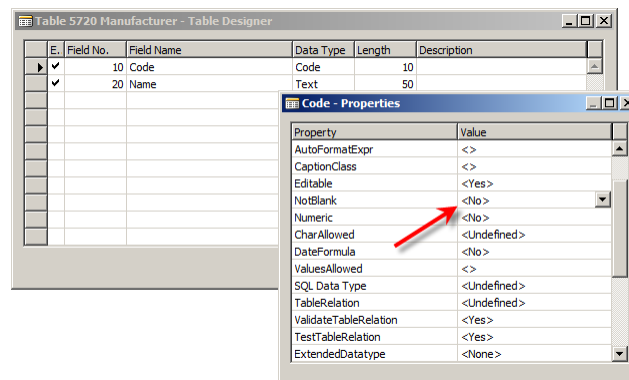 Table 5720 Manufacturer - Table Designer
E. Field No. Field Name Data Type Length Description
10 Code Code 10
20 Name Text 50
Code - Properties
Property Value
AutoFormatExpr <>
CaptionClass <>
Editable <Yes>
NotBlank <No>
Numeric <No>
CharAllowed <Undefined>
DateFormula <No>
ValuesAllowed <>
SQL Data Type <Undefined>
TableRelation <Undefined>
ValidateTableRelation <Yes>
TestTableRelation <Yes>
ExtendedDatatype <None>